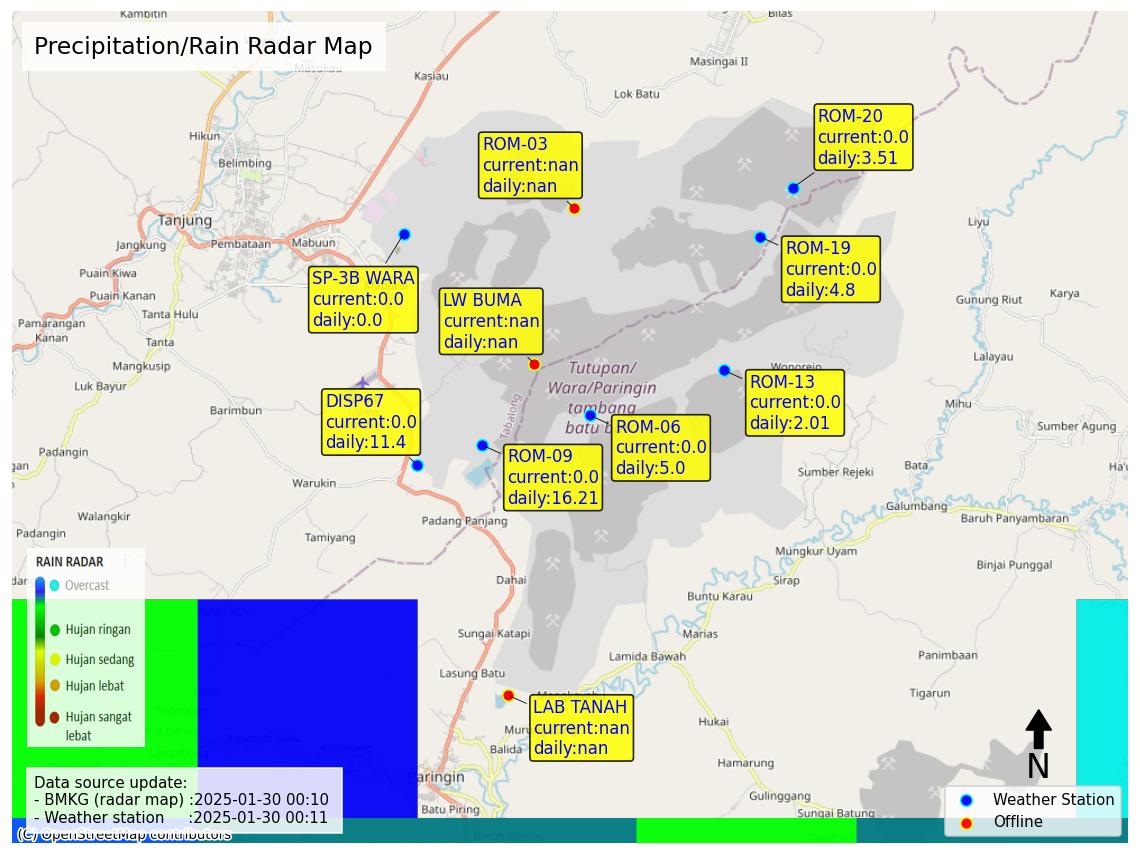 Precipitation/Rain Radar Map
Kambitin
Bilas
Masukau
Kasiau
Masingai II
Lok Batu
Hikun
Belimbing
Tanjung
Jangkung
Pembataan
Mabuun
Puain Kiwa
Puain Kanan
Tanta Hulu
Pamarangan
Kanan
Tanta
Mangkusip
Luk Bayur
Barimbun
Warukin
Walangkir
Padangin
Tamiyang
Padang Panjang
Dahai
Sungai Katapi
Lasung Batu
Balida
Paringin
Batu Piring
Liyu
Gunung Riut
Karya
Lalayau
Wonorejo
Mihu
Sumber Agung
Sumber Rejeki
Bata
Galumbang
Baruh Panyambaran
Mungkur Uyam
Binjai Punggal
Sirap
Buntu Karau
Marias
Lamida Bawah
Panimbaan
Tigarun
Hukai
Hamarung
Gulinggang
Sungai Batung
Tabalong
Tutupan/
Wara/Paringin
tambang
batu b
ROM-03
current:nan
daily:nan
ROM-20
current:0.0
daily:3.51
ROM-19
current:0.0
daily:4.8
SP-3B WARA
current:0.0
daily:0.0
LW BUMA
current:nan
daily:nan
ROM-13
current:0.0
daily:2.01
DISP67
current:0.0
daily:11.4
ROM-06
current:0.0
daily:5.0
ROM-09
current:0.0
daily:16.21
LAB TANAH
current:nan
daily:nan
RAIN RADAR
Overcast
Hujan ringan
Hujan sedang
Hujan lebat
Hujan sangat
lebat
Data source update:
- BMKG (radar map) :2025-01-30 00:10
- Weather station :2025-01-30 00:11
(C) OpenStreetMap contributors
N
Weather Station
Offline